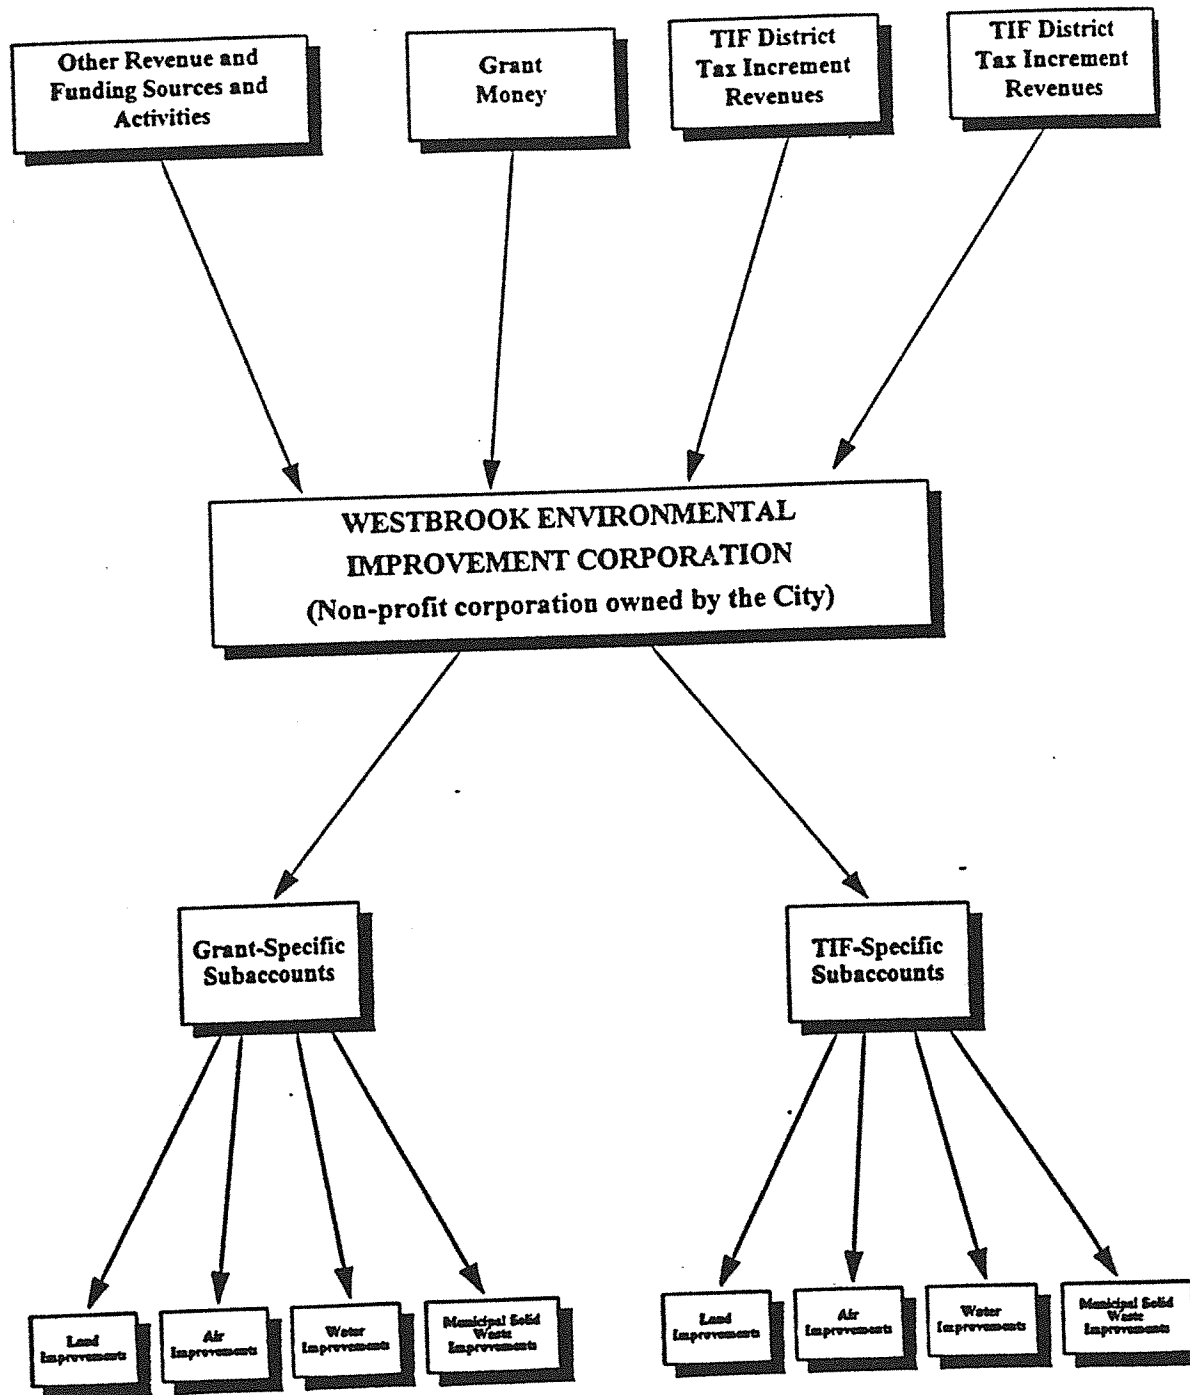 Other Revenue and
Funding Sources and
Activities
Grant
Money
TIF District
Tax Increment
Revenues
TIF District
Tax Increment
Revenues
WESTBROOK ENVIRONMENTAL
IMPROVEMENT CORPORATION
(Non-profit corporation owned by the City)
Grant-Specific
Subaccounts
TIF-Specific
Subaccounts
Land
Improvements
Air
Improvements
Water
Improvements
Municipal Solid
Waste
Improvements
Land
Improvements
Air
Improvements
Water
Improvements
Municipal Solid
Waste
Improvements